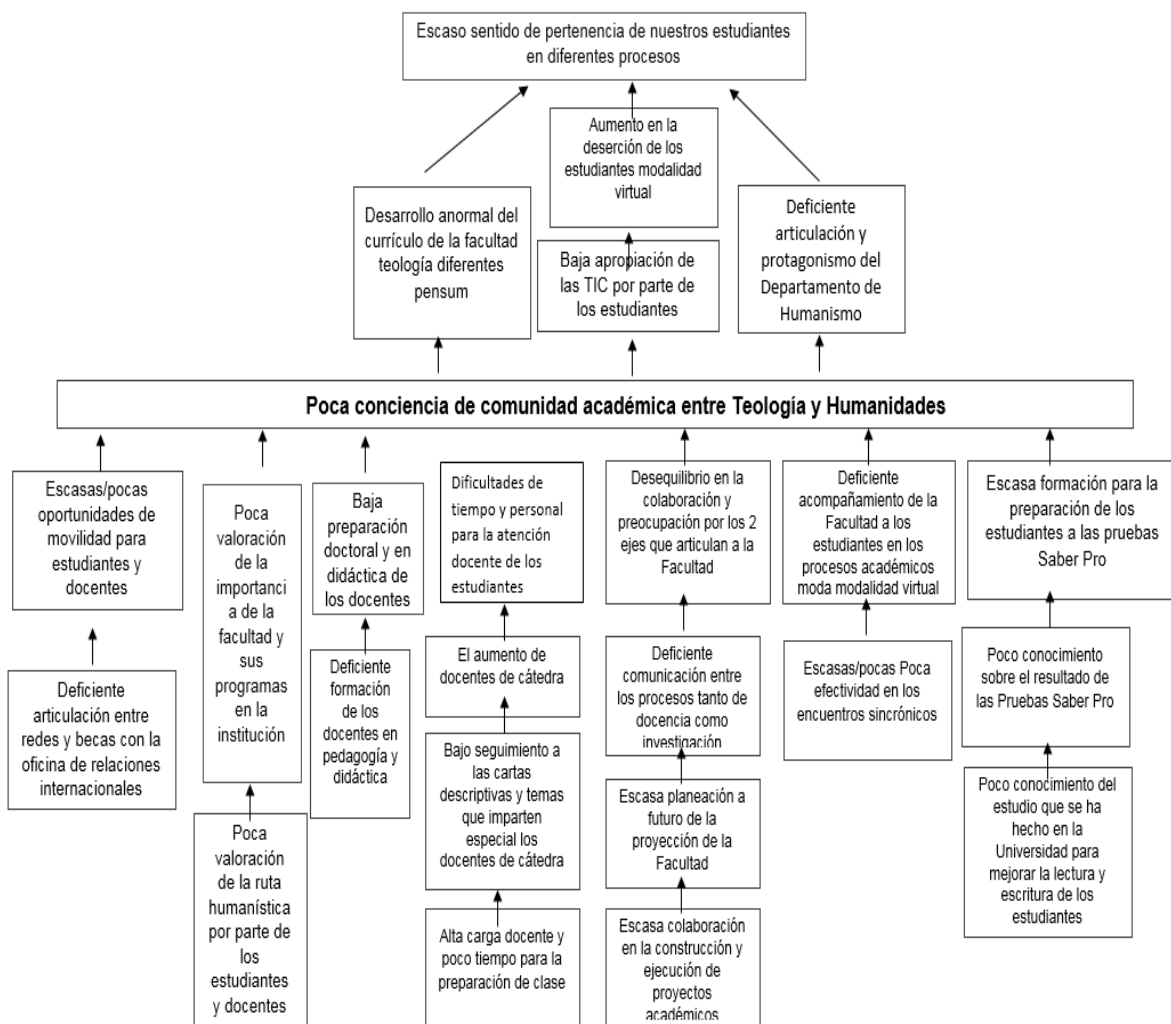 Escaso sentido de pertenencia de nuestros estudiantes
en diferentes procesos
Aumento en la
deserción de los
estudiantes modalidad
virtual
Desarrollo anormal del
currículo de la facultad
teología diferentes
pensum
Baja apropiación de
las TIC por parte de
los estudiantes
Deficiente
articulación y
protagonismo del
Departamento de
Humanismo
Poca conciencia de comunidad académica entre Teología y Humanidades
Escasas/pocas
oportunidades de
movilidad para
estudiantes y
docentes
Deficiente
articulación entre
redes y becas con la
oficina de relaciones
internacionales
Poca
valoración
de la
importanci
a de la
facultad y
sus
programas
en la
institución
Poca
valoración
de la ruta
humanística
por parte de
los
estudiantes
y docentes
Baja
preparación
doctoral y en
didáctica de
los docentes
Deficiente
formación
de los
docentes en
pedagogía y
didáctica
Dificultades de
tiempo y personal
para la atención
docente de los
estudiantes
El aumento de
docentes de cátedra
Bajo seguimiento a
las cartas
descriptivas y temas
que imparten
especial los
docentes de cátedra
Alta carga docente y
poco tiempo para la
preparación de clase
Desequilibrio en la
colaboración y
preocupación por los 2
ejes que articulan a la
Facultad
Deficiente
comunicación entre
los procesos tanto de
docencia como
investigación
Escasa planeación a
futuro de la
proyección de la
Facultad
Escasa colaboración
en la construcción y
ejecución de
proyectos
académicos
Deficiente
acompañamiento de la
Facultad a los
estudiantes en los
procesos académicos
moda modalidad virtual
Escasas/pocas Poca
efectividad en los
encuentros sincrónicos
Escasa formación para la
preparación de los
estudiantes a las pruebas
Saber Pro
Poco conocimiento
sobre el resultado de
las Pruebas Saber Pro
Poco conocimiento del
estudio que se ha
hecho en la
Universidad para
mejorar la lectura y
escritura de los
estudiantes